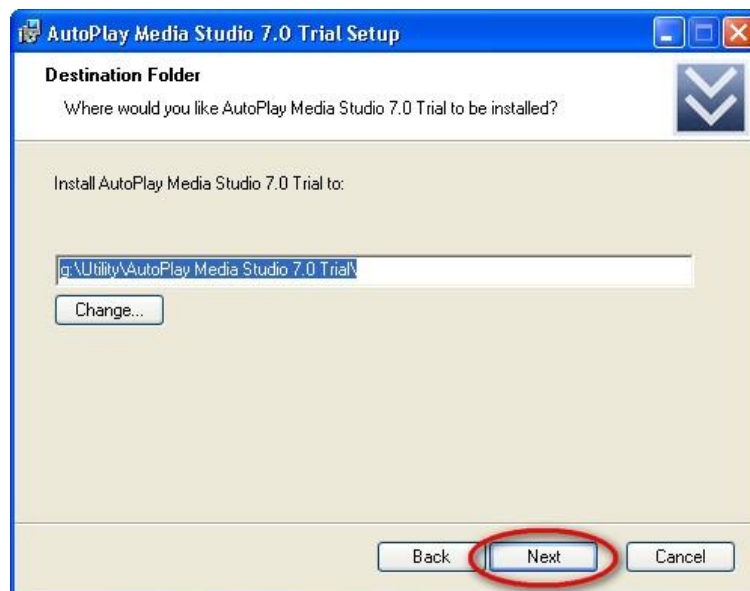 AutoPlay Media Studio 7.0 Trial Setup
Destination Folder
Where would you like AutoPlay Media Studio 7.0 Trial to be installed?
Install AutoPlay Media Studio 7.0 Trial to:
g:\Utility\AutoPlay Media Studio 7.0 Trial\
Change...
Back Next Cancel